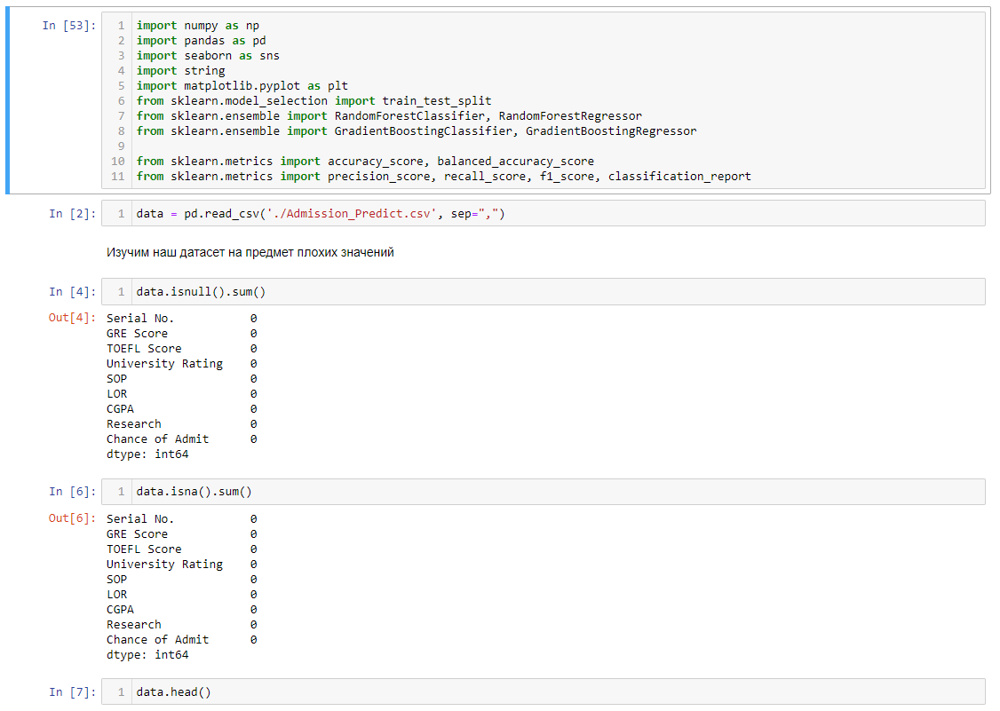 In [53]:
1 import numpy as np
2 import pandas as pd
3 import seaborn as sns
4 import string
5 import matplotlib.pyplot as plt
6 from sklearn.model_selection import train_test_split
7 from sklearn.ensemble import RandomForestClassifier, RandomForestRegressor
8 from sklearn.ensemble import GradientBoostingClassifier, GradientBoostingRegressor
9
10 from sklearn.metrics import accuracy_score, balanced_accuracy_score
11 from sklearn.metrics import precision_score, recall_score, f1_score, classification_report
In [2]: 1 data = pd.read_csv('./Admission_Predict.csv', sep=",")
Изучим наш датасет на предмет плохих значений
In [4]: 1 data.isnull().sum()
Out[4]: Serial No. 0
GRE Score 0
TOEFL Score 0
University Rating 0
SOP 0
LOR 0
CGPA 0
Research 0
Chance of Admit 0
dtype: int64
In [6]: 1 data.isna().sum()
Out[6]: Serial No. 0
GRE Score 0
TOEFL Score 0
University Rating 0
SOP 0
LOR 0
CGPA 0
Research 0
Chance of Admit 0
dtype: int64
In [7]: 1 data.head()